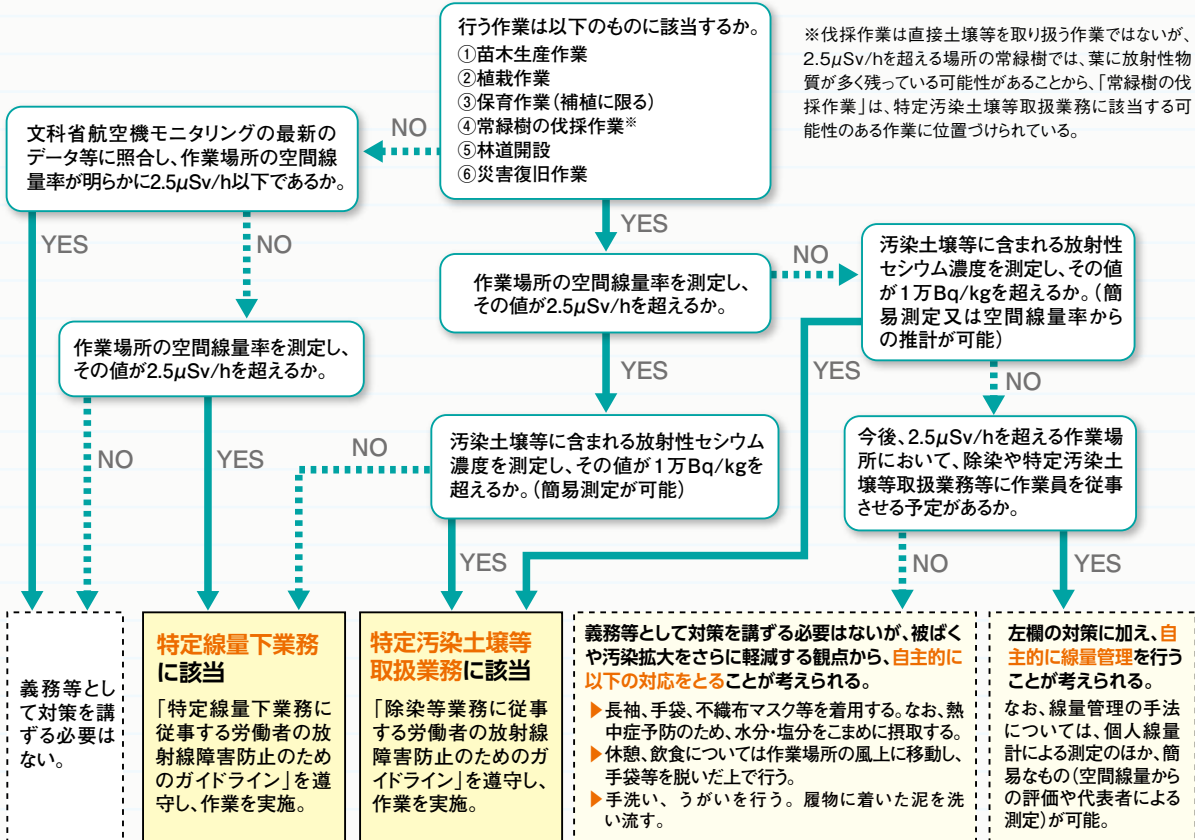 行う作業は以下のものに該当するか。
①苗木生産作業
②植栽作業
③保育作業(補植に限る)
④常緑樹の伐採作業※
⑤林道開設
⑥災害復旧作業
※伐採作業は直接土壌等を取り扱う作業ではないが、
2.5μSv/hを超える場所の常緑樹では、葉に放射性物
質が多く残っている可能性があることから、「常緑樹の伐
採作業」は、特定汚染土壌等取扱業務に該当する可
能性のある作業に位置づけられている。
NO
文科省航空機モニタリングの最新の
データ等に照合し、作業場所の空間線
量率が明らかに2.5μSv/h以下であるか。
YES
NO
YES
作業場所の空間線量率を測定し、
その値が2.5μSv/hを超えるか。
NO
汚染土壌等に含まれる放射性
セシウム濃度を測定し、その値
が1万Bq/kgを超えるか。(簡
易測定又は空間線量率から
の推計が可能)
作業場所の空間線量率を測定し、
その値が2.5μSv/hを超えるか。
YES
YES
NO
NO
YES
NO
汚染土壌等に含まれる放射性セシウム
濃度を測定し、その値が1万Bq/kgを
超えるか。(簡易測定が可能)
今後、2.5μSv/hを超える作業場
所において、除染や特定汚染土
壌等取扱業務等に作業員を従事
させる予定があるか。
YES
NO
YES
義務等とし
て対策を講
ずる必要は
ない。
特定線量下業務
に該当
「特定線量下業務に
従事する労働者の放
射線障害防止のため
のガイドライン」を遵
守し、作業を実施。
特定汚染土壌等
取扱業務に該当
「除染等業務に従事
する労働者の放射線
障害防止のためのガ
イドライン」を遵守し、
作業を実施。
義務等として対策を講ずる必要はないが、被ばく
や汚染拡大をさらに軽減する観点から、自主的に
以下の対応をとることが考えられる。
▶長袖、手袋、不織布マスク等を着用する。なお、熱
中症予防のため、水分・塩分をこまめに摂取する。
▶休憩、飲食については作業場所の風上に移動し、
手袋等を脱いだ上で行う。
▶手洗い、うがいを行う。履物に着いた泥を洗
い流す。
左欄の対策に加え、自
主的に線量管理を行う
ことが考えられる。
なお、線量管理の手法
については、個人線量
計による測定のほか、簡
易なもの(空間線量から
の評価や代表者による
測定)が可能。